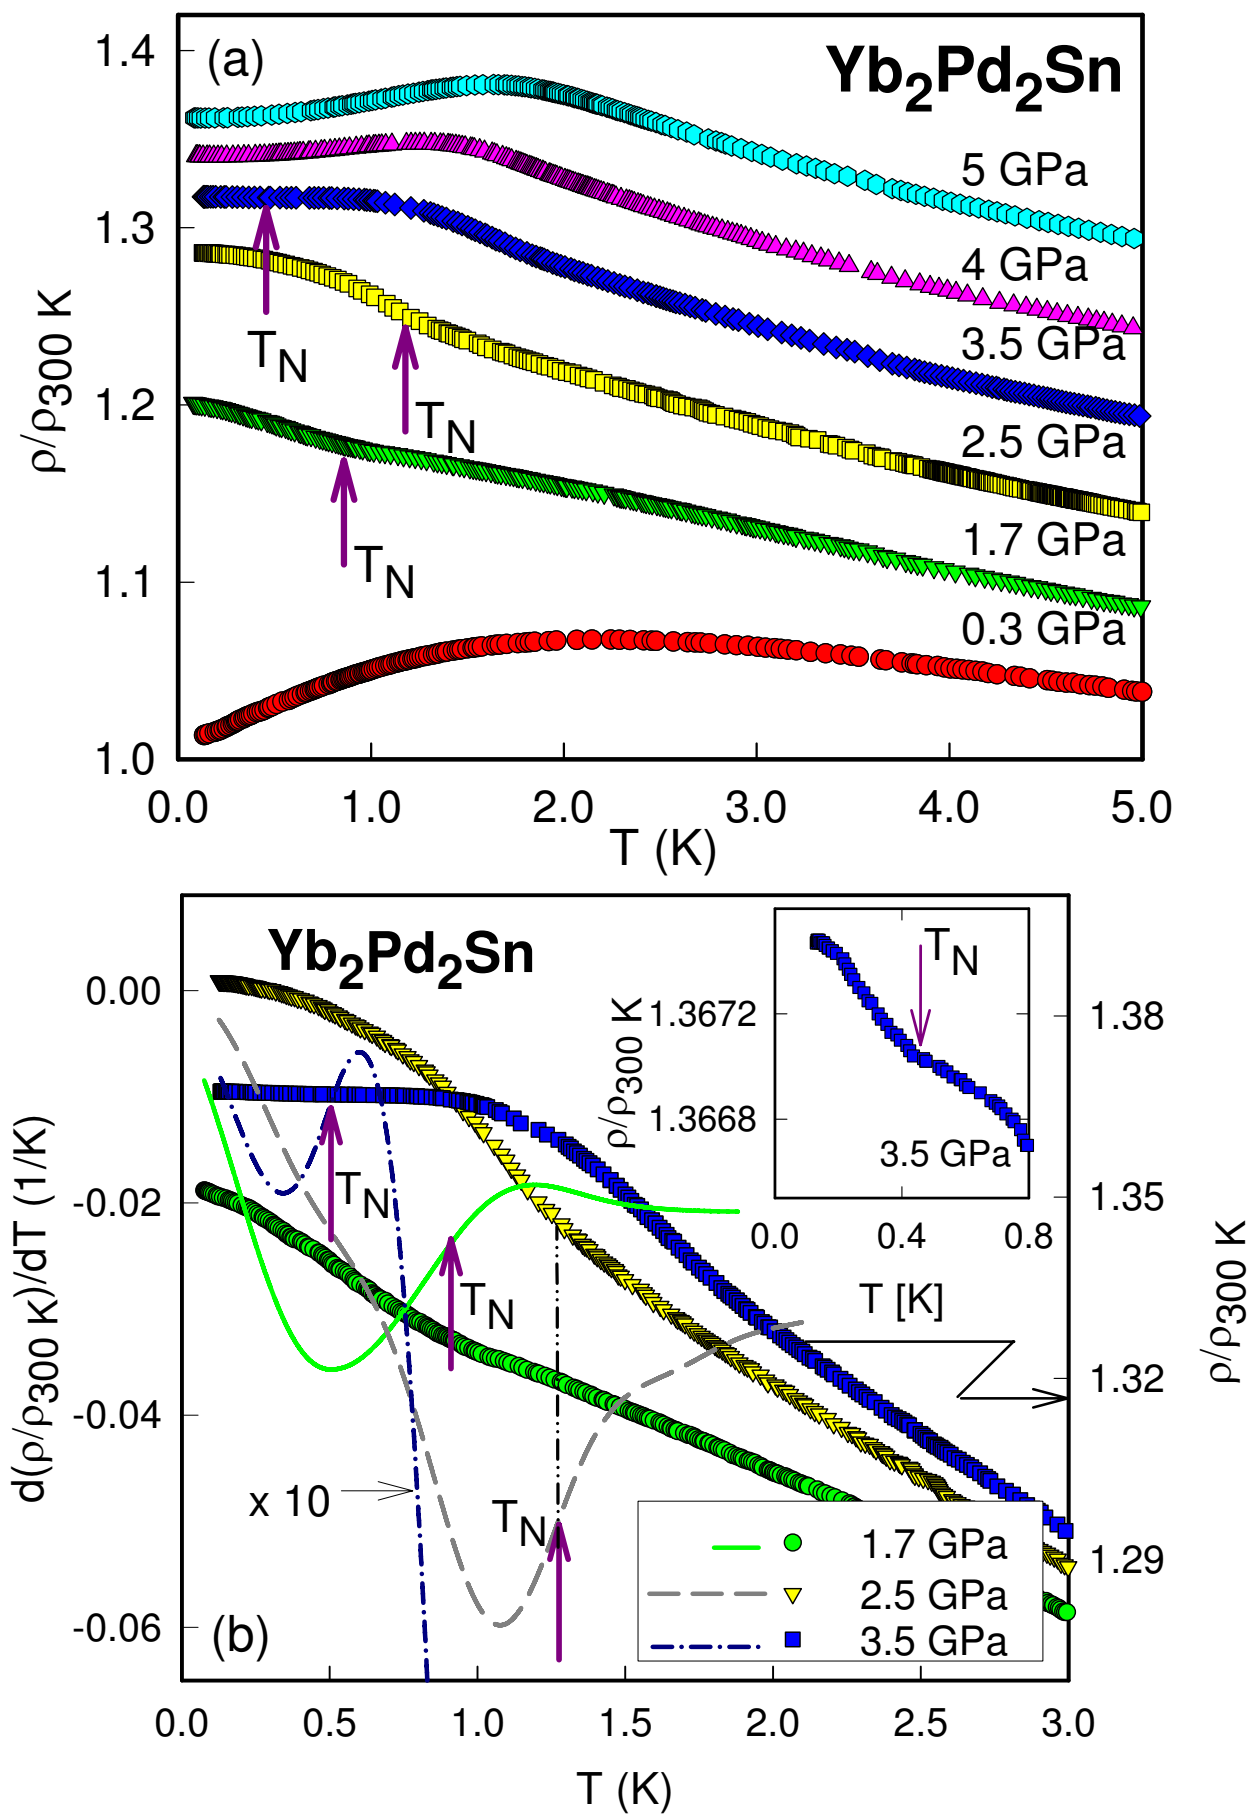 (a)
Yb2Pd2Sn
1.4
1.3
1.2
1.1
1.0
ρ/ρ300 K
5 GPa
4 GPa
3.5 GPa
2.5 GPa
1.7 GPa
0.3 GPa
TN
TN
TN
0.0 1.0 2.0 3.0 4.0 5.0
T (K)
Yb2Pd2Sn
0.00
-0.02
-0.04
-0.06
d(ρ/ρ300 K)/dT (1/K)
TN
TN
TN
x 10
(b)
TN
1.3672
1.3668
ρ/ρ300 K
3.5 GPa
0.0 0.4 0.8
T [K]
1.38
1.35
1.32
1.29
ρ/ρ300 K
1.7 GPa
2.5 GPa
3.5 GPa
0.0 0.5 1.0 1.5 2.0 2.5 3.0
T (K)